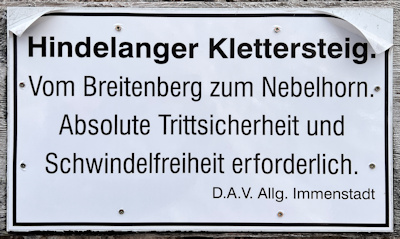 Hindelanger Klettersteig.
Vom Breitenberg zum Nebelhorn.
Absolute Trittsicherheit und
Schwindelfreiheit erforderlich.
D.A.V. Allg. Immenstadt